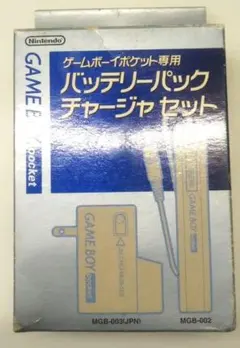 Nintendo
ゲームボーイポケット専用
バッテリーパック
チャージャセット
GAME B
pocket
GAME BOY
pocket
GAME BOY
MGB-003(JPN)
MGB-002